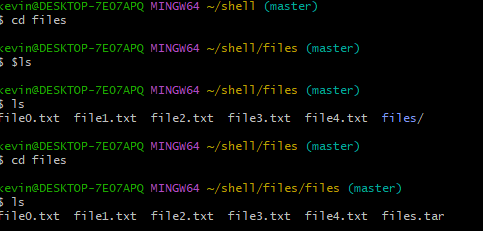 kevin@DESKTOP-7E07APQ MINGW64 ~/shell (master)
$ cd files
kevin@DESKTOP-7E07APQ MINGW64 ~/shell/files (master)
$ $ls
kevin@DESKTOP-7E07APQ MINGW64 ~/shell/files (master)
$ ls
file0.txt file1.txt file2.txt file3.txt file4.txt files/
kevin@DESKTOP-7E07APQ MINGW64 ~/shell/files (master)
$ cd files
kevin@DESKTOP-7E07APQ MINGW64 ~/shell/files/files (master)
$ ls
file0.txt file1.txt file2.txt file3.txt file4.txt files.tar